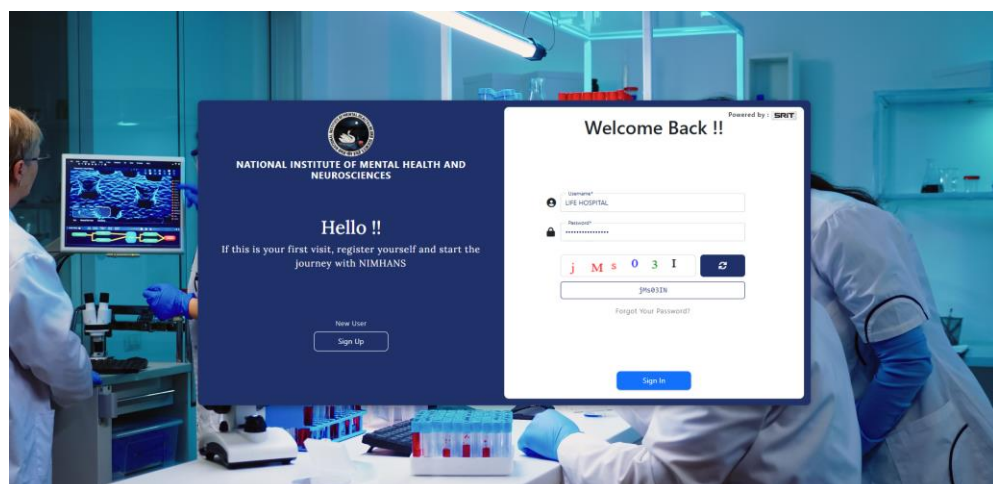 NATIONAL INSTITUTE OF MENTAL HEALTH AND
NEUROSCIENCES
Hello !!
If this is your first visit, register yourself and start the
journey with NIMHANS
New User
Sign Up
Powered by : SRIT
Welcome Back !!
Username*
LIFE HOSPITAL
Password*
j M s 0 3 I
jMs03IN
Forgot Your Password?
Sign In